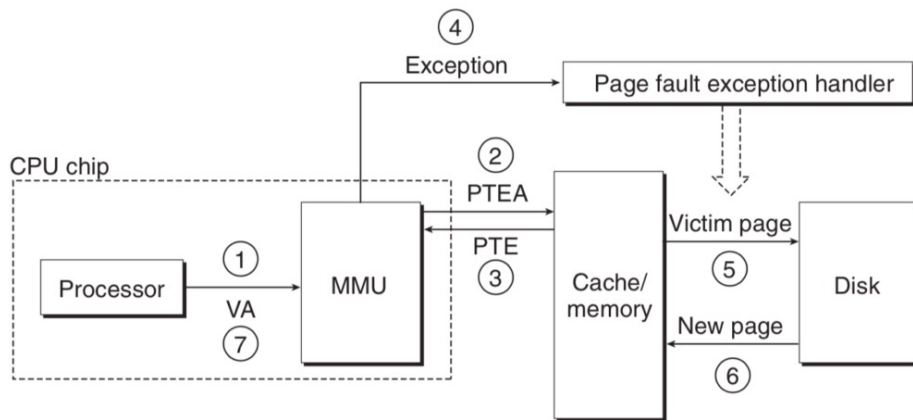 4
Exception
Page fault exception handler
CPU chip
2
PTEA
PTE
3
Processor
1
VA
7
MMU
Cache/
memory
Victim page
5
New page
6
Disk